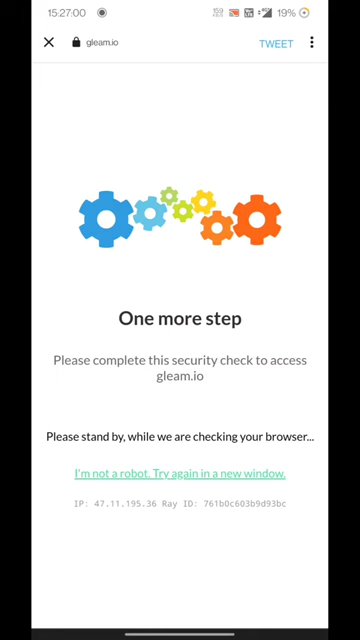 15:27:00 19%
gleam.io TWEET
One more step
Please complete this security check to access
gleam.io
Please stand by, while we are checking your browser...
I'm not a robot. Try again in a new window.
IP: 47.11.195.36 Ray ID: 761b0c603b9d93bc